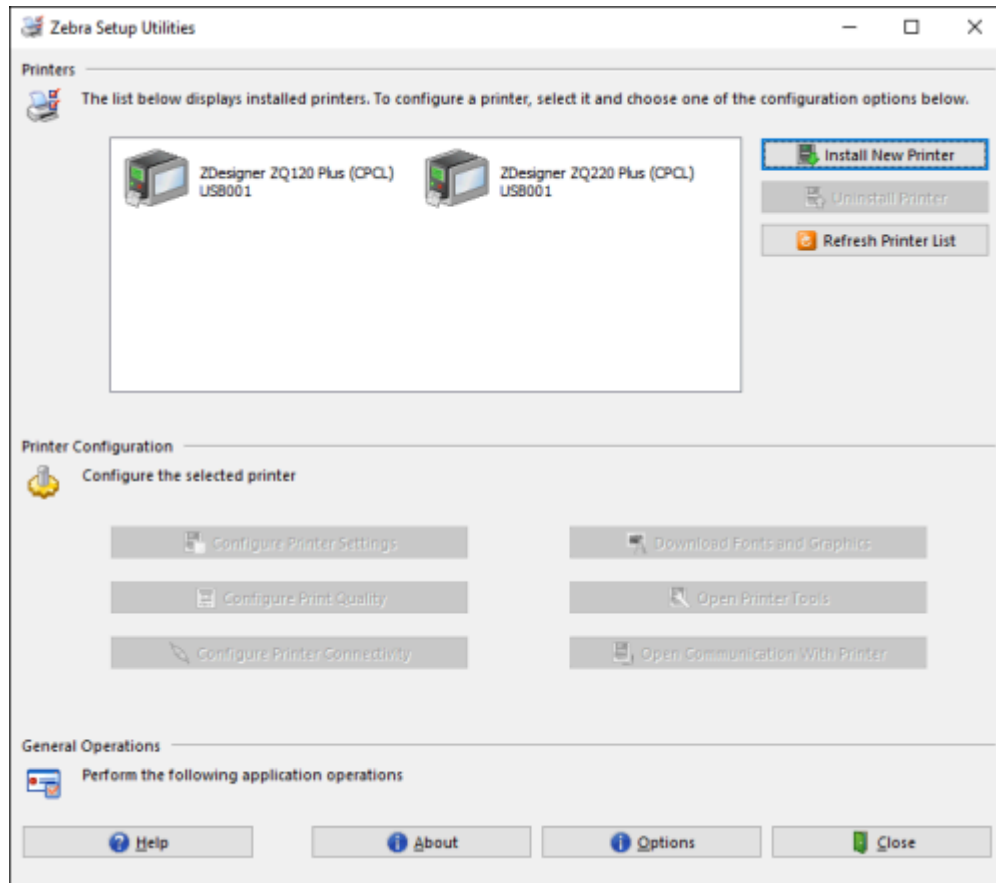 Zebra Setup Utilities
Printers
The list below displays installed printers. To configure a printer, select it and choose one of the configuration options below.
ZDesigner ZQ120 Plus (CPCL)
USB001
ZDesigner ZQ220 Plus (CPCL)
USB001
Install New Printer
Uninstall Printer
Refresh Printer List
Printer Configuration
Configure the selected printer
Configure Printer Settings
Download Fonts and Graphics
Configure Print Quality
Open Printer Tools
Configure Printer Connectivity
Open Communication With Printer
General Operations
Perform the following application operations
Help
About
Options
Close